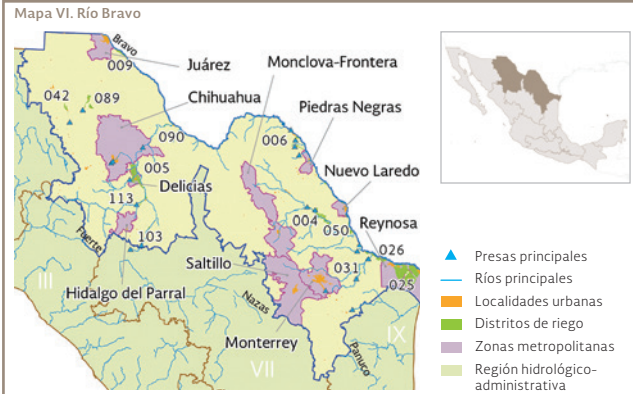 Mapa VI. Río Bravo
Bravo
009
Juárez
Monclova-Frontera
042
089
Chihuahua
Piedras Negras
090
006
005
Nuevo Laredo
Delicias
113
004
050
Reynosa
026
Fuerte
103
Saltillo
031
025
III
Hidalgo del Parral
Nazas
IX
Monterrey
VII
Panuco
Presas principales
Ríos principales
Localidades urbanas
Distritos de riego
Zonas metropolitanas
Región hidrológico-
administrativa